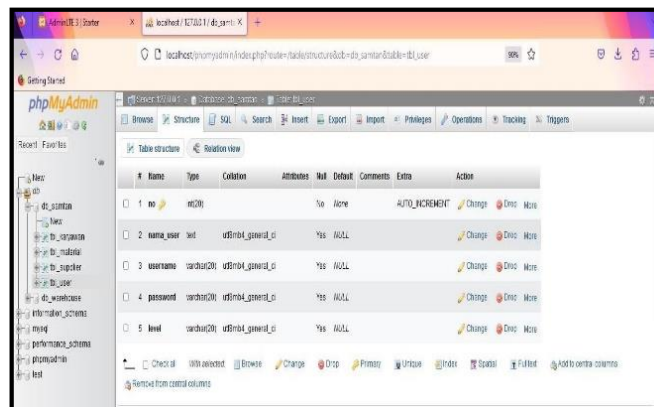 AdminLTE 3 | Starter
localhost / 127.0.0.1 / db_samtan
localhost/phpmyadmin/index.php?route=/table/structure&db=db_samtan&table=tbl_user
90%
Getting Started
phpMyAdmin
Recent Favorites
New
db
db_samtan
New
tbl_karyawan
tbl_material
tbl_supplier
tbl_user
db_warehouse
information_schema
mysql
performance_schema
phpmyadmin
test
Server: 127.0.0.1 » Database: db_samtan » Table: tbl_user
Browse Structure SQL Search Insert Export Import Privileges Operations Tracking Triggers
Table structure Relation view
# Name Type Collation Attributes Null Default Comments Extra Action
1 no int(20) No None AUTO_INCREMENT Change Drop More
2 nama_user text utf8mb4_general_ci Yes NULL Change Drop More
3 username varchar(20) utf8mb4_general_ci Yes NULL Change Drop More
4 password varchar(20) utf8mb4_general_ci Yes NULL Change Drop More
5 level varchar(20) utf8mb4_general_ci Yes NULL Change Drop More
Check all With selected: Browse Change Drop Primary Unique Index Spatial Fulltext Add to central columns
Remove from central columns